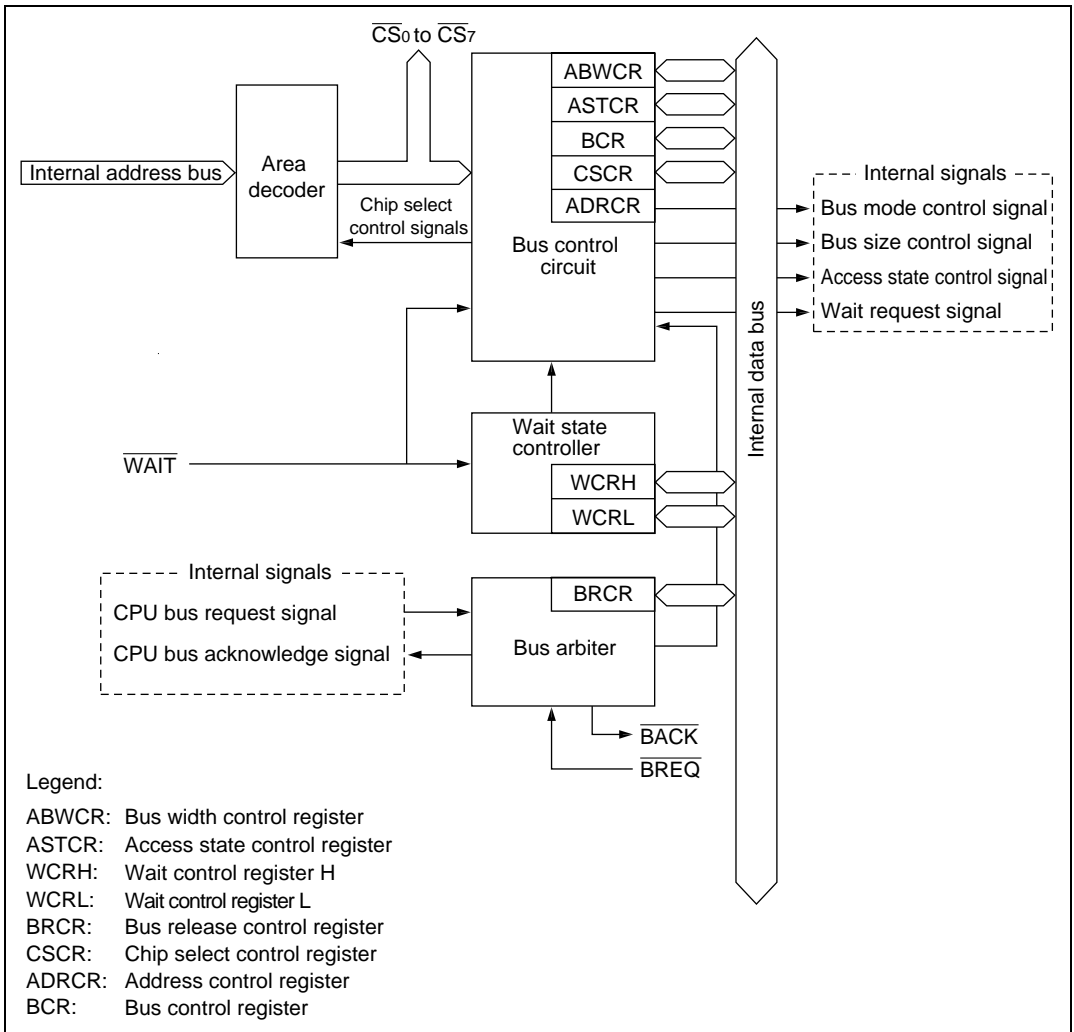 CS0 to CS7
ABWCR
ASTCR
BCR
CSCR
ADRCR
Internal address bus
Area
decoder
Chip select
control signals
Bus control
circuit
Internal signals
Bus mode control signal
Bus size control signal
Access state control signal
Wait request signal
Internal data bus
WAIT
Wait state
controller
WCRH
WCRL
Internal signals
CPU bus request signal
CPU bus acknowledge signal
BRCR
Bus arbiter
BACK
BREQ
Legend:
ABWCR: Bus width control register
ASTCR: Access state control register
WCRH: Wait control register H
WCRL: Wait control register L
BRCR: Bus release control register
CSCR: Chip select control register
ADRCR: Address control register
BCR: Bus control register